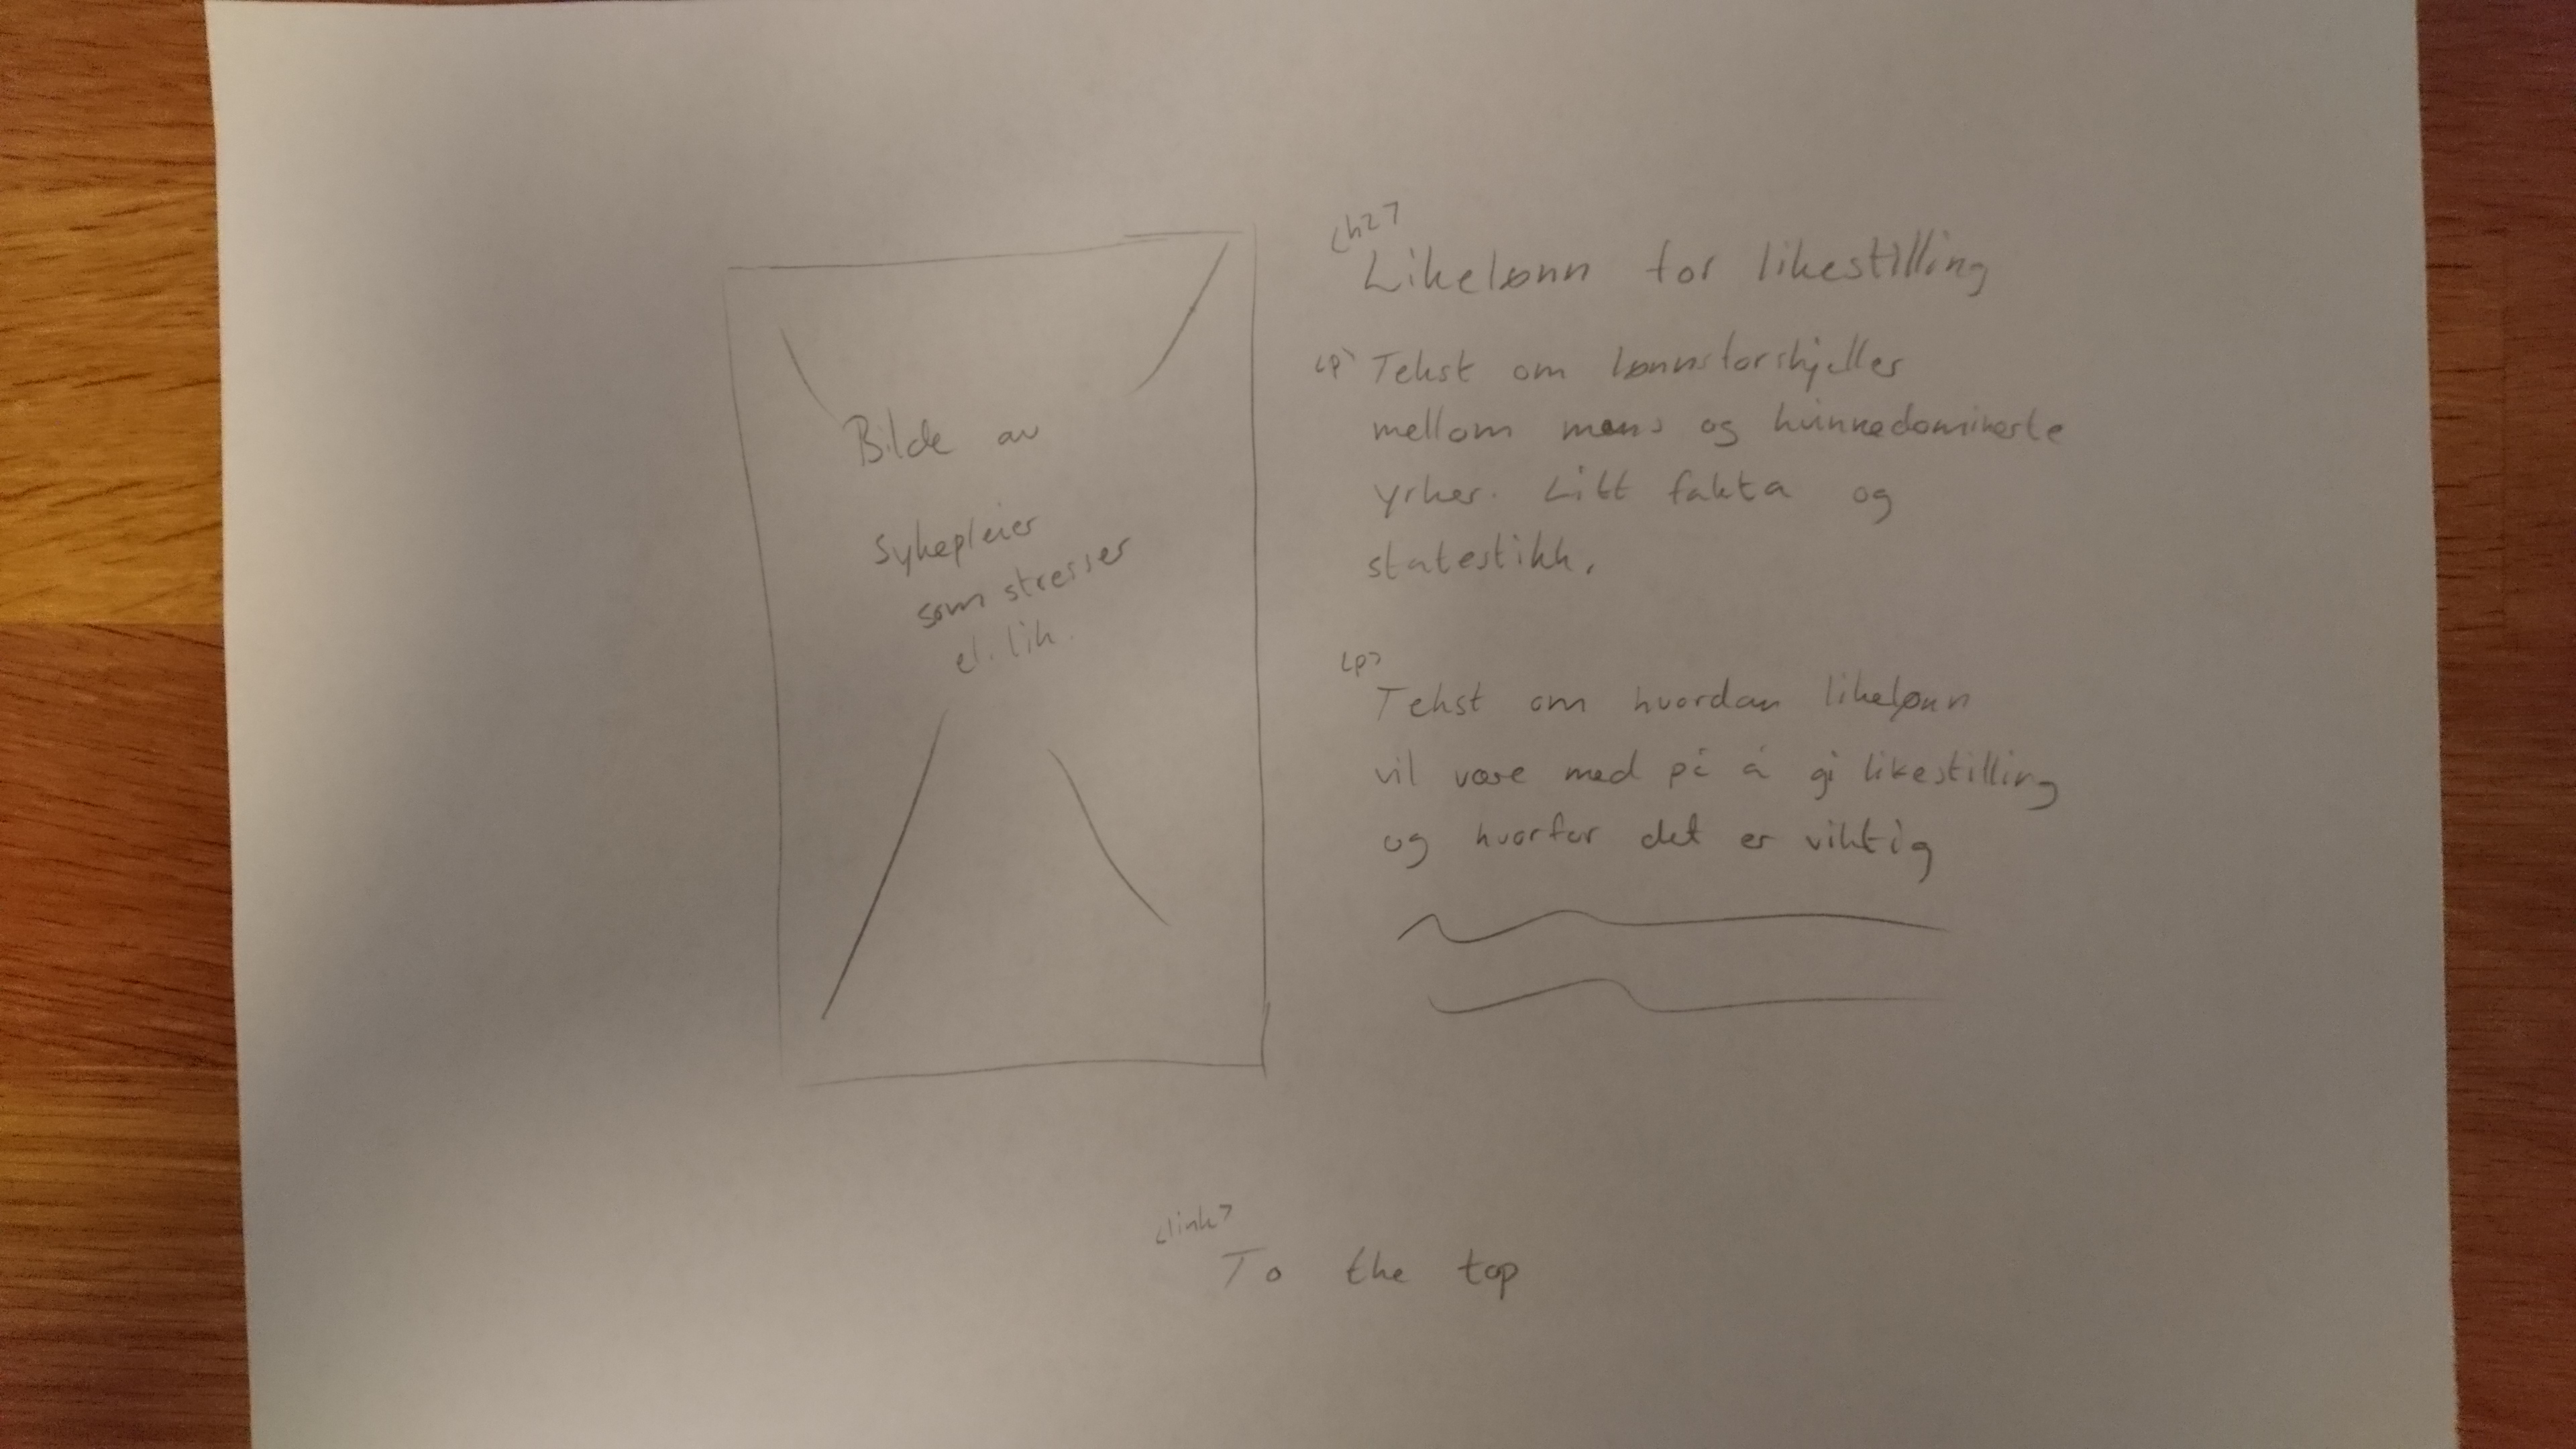 Bilde av
Sykepleier
som stresser
el. lik.
<h2>
Likelønn for likestilling
<p> Tekst om lønnsforskjeller
mellom mans og kvinnedominerte
yrker. Litt fakta og
statestikk.
<p>
Tekst om hvordan likelønn
vil være med på å gi likestilling
og hvorfor det er viktig
<link>
To the top